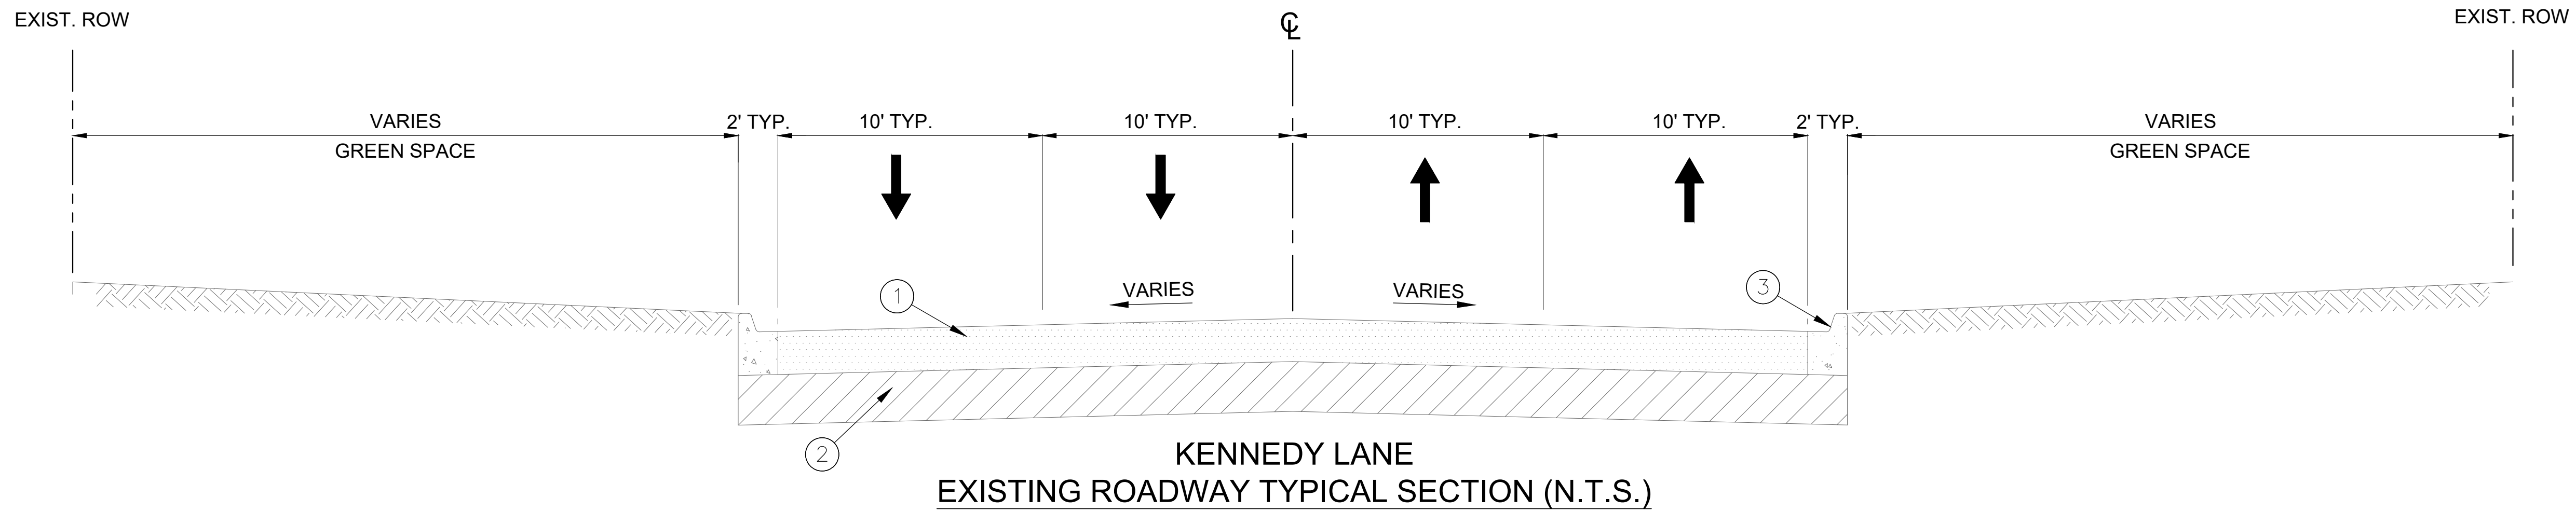 EXIST. ROW
℄
EXIST. ROW
VARIES
2' TYP.
10' TYP.
10' TYP.
10' TYP.
10' TYP.
2' TYP.
VARIES
GREEN SPACE
GREEN SPACE
VARIES
VARIES
1
3
2
KENNEDY LANE
EXISTING ROADWAY TYPICAL SECTION (N.T.S.)